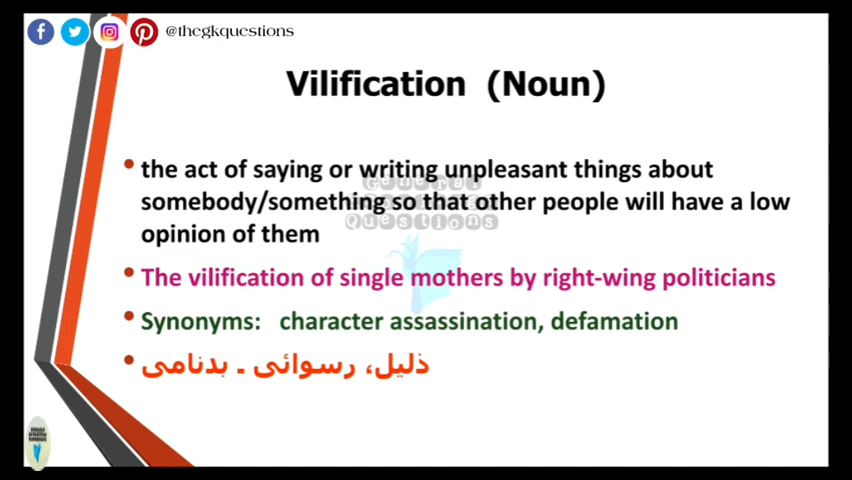 @thegkquestions
Vilification (Noun)
the act of saying or writing unpleasant things about
somebody/something so that other people will have a low
opinion of them
The vilification of single mothers by right-wing politicians
Synonyms: character assassination, defamation
ذلیل، رسوائی ۔ بدنامی
General
Questions